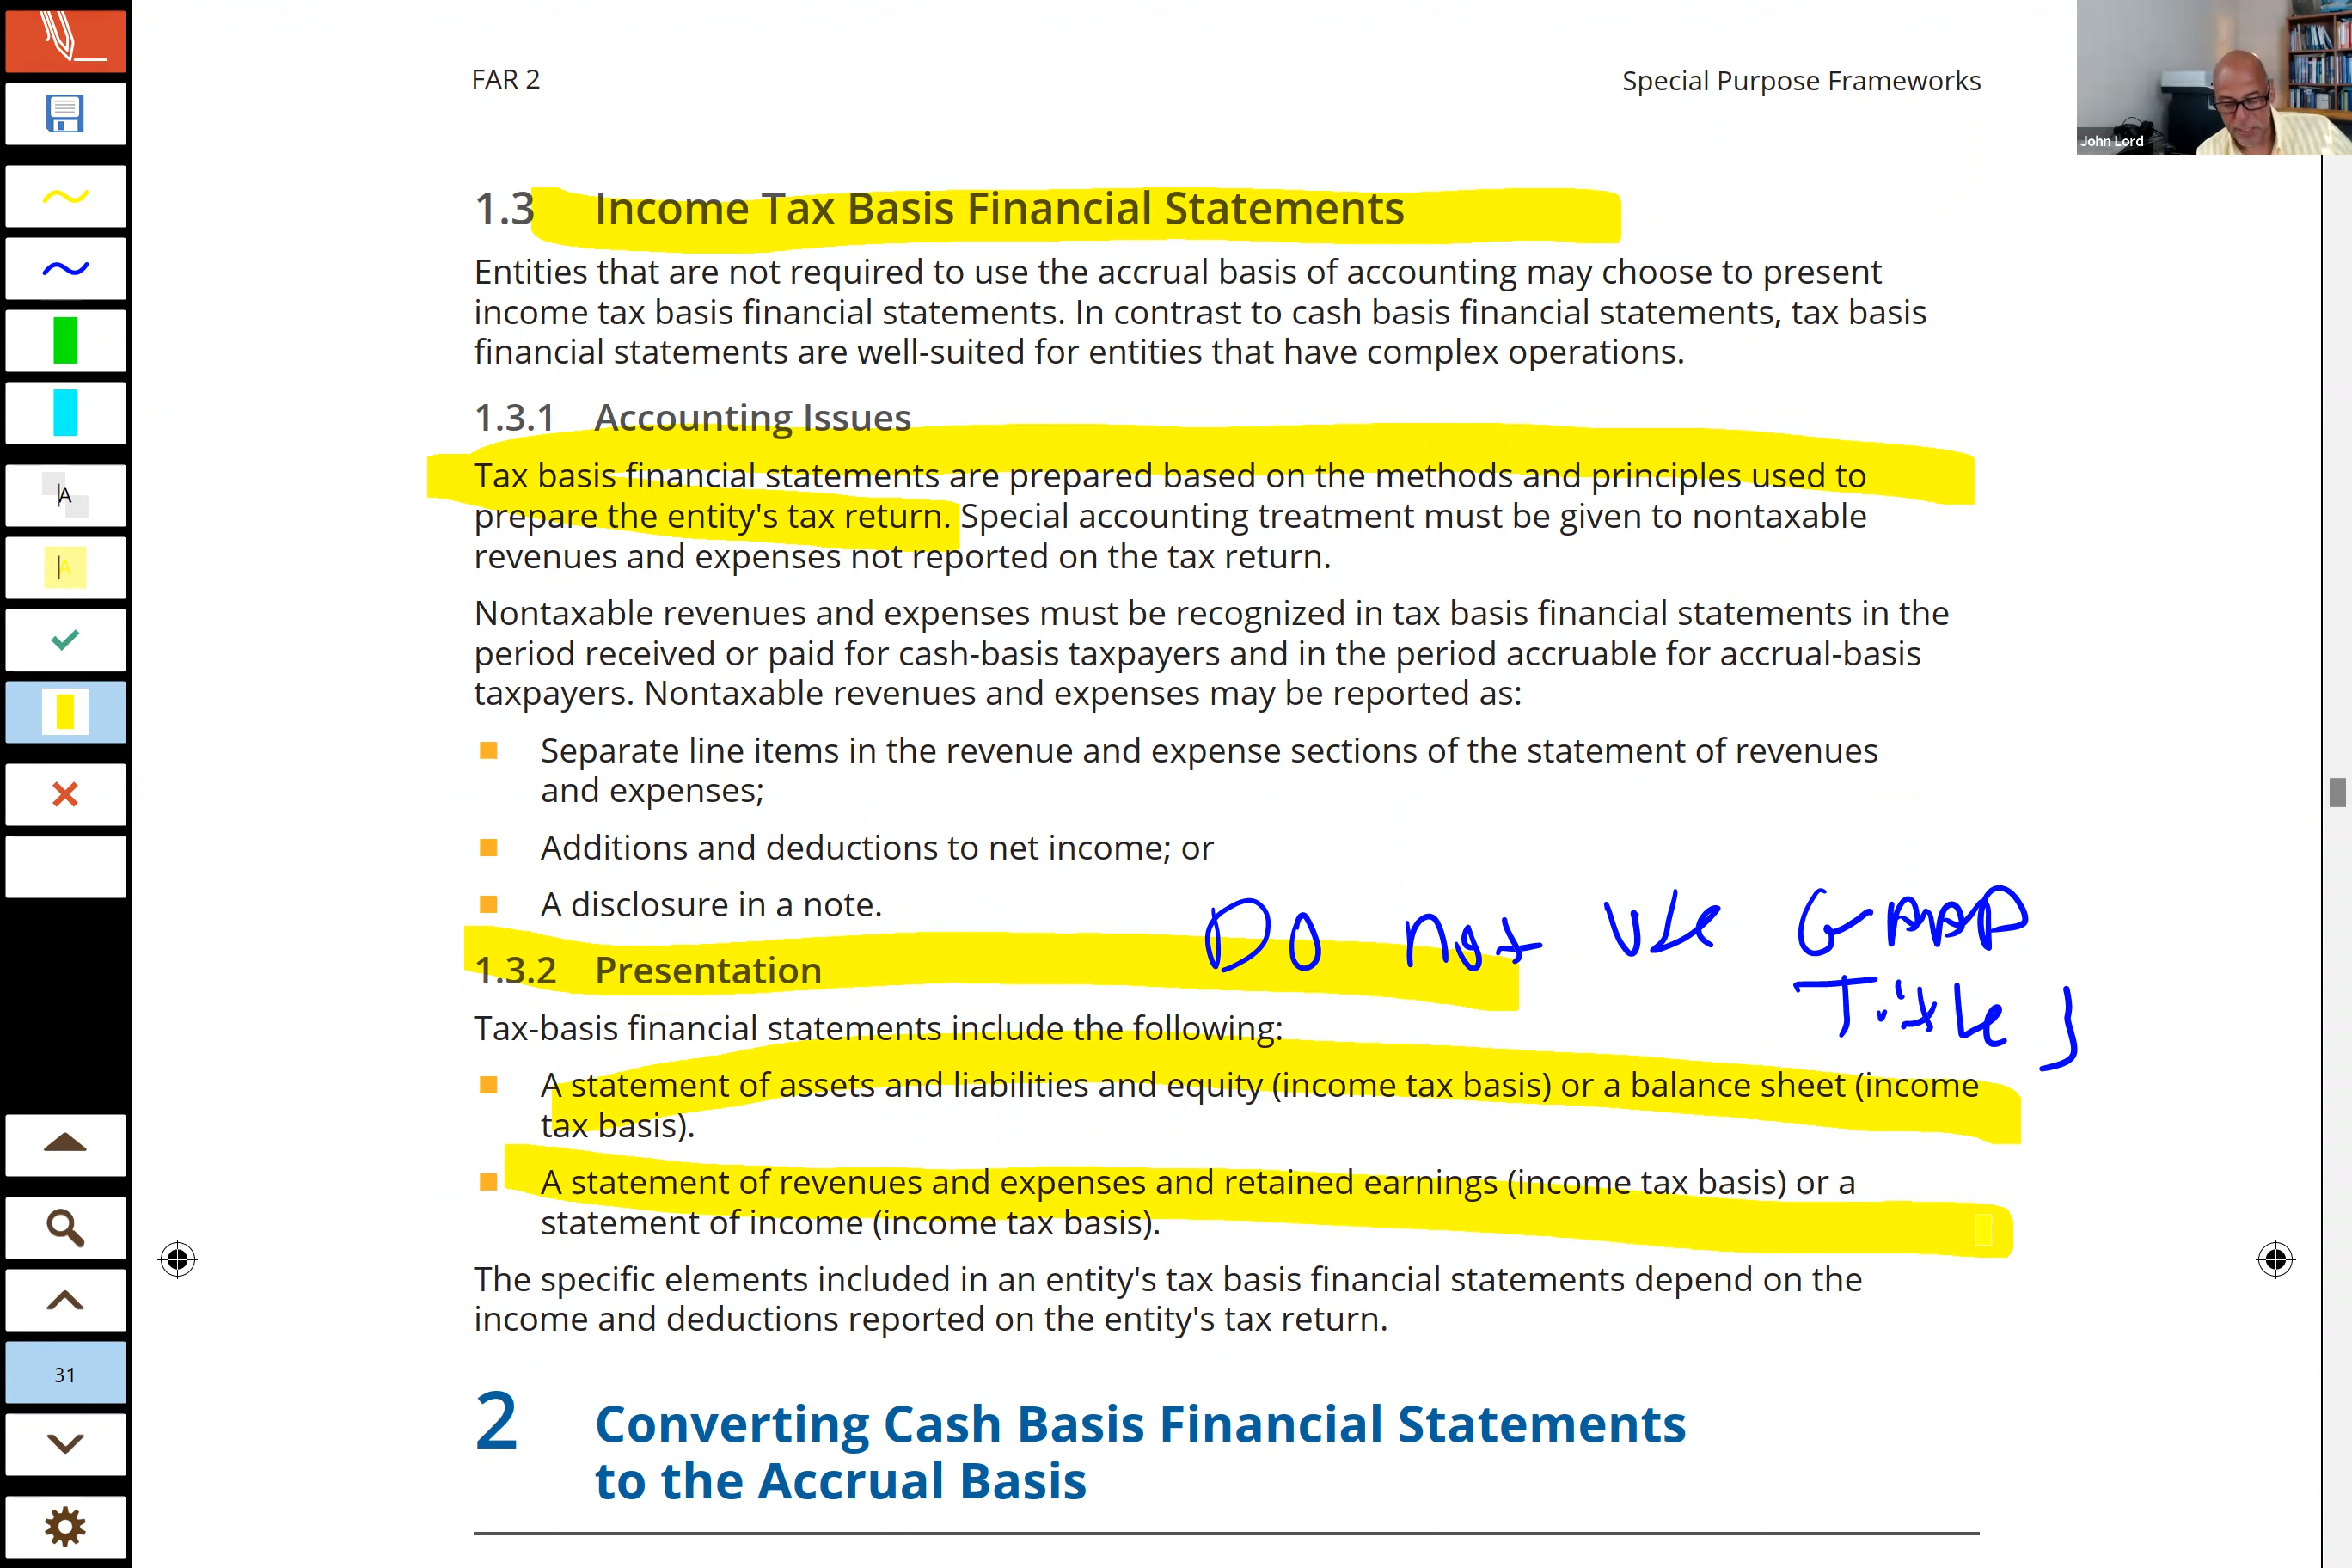 FAR 2
Special Purpose Frameworks
John Lord
1.3 Income Tax Basis Financial Statements
Entities that are not required to use the accrual basis of accounting may choose to present
income tax basis financial statements. In contrast to cash basis financial statements, tax basis
financial statements are well-suited for entities that have complex operations.
1.3.1 Accounting Issues
Tax basis financial statements are prepared based on the methods and principles used to
prepare the entity's tax return. Special accounting treatment must be given to nontaxable
revenues and expenses not reported on the tax return.
Nontaxable revenues and expenses must be recognized in tax basis financial statements in the
period received or paid for cash-basis taxpayers and in the period accruable for accrual-basis
taxpayers. Nontaxable revenues and expenses may be reported as:
Separate line items in the revenue and expense sections of the statement of revenues
and expenses;
Additions and deductions to net income; or
A disclosure in a note.
Do not Use GAAP
Titles
1.3.2 Presentation
Tax-basis financial statements include the following:
A statement of assets and liabilities and equity (income tax basis) or a balance sheet (income
tax basis).
A statement of revenues and expenses and retained earnings (income tax basis) or a
statement of income (income tax basis).
The specific elements included in an entity's tax basis financial statements depend on the
income and deductions reported on the entity's tax return.
2 Converting Cash Basis Financial Statements
to the Accrual Basis
A
A
31